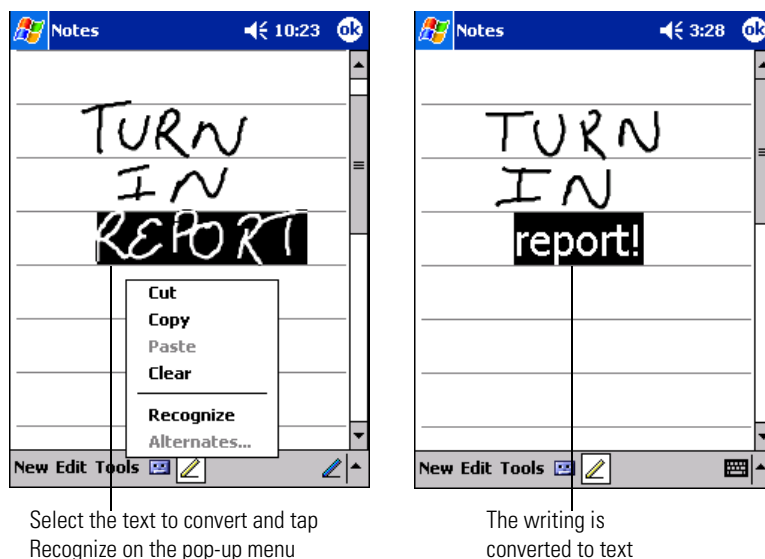 Notes 10:23 ok
TURN
IN
REPORT
Cut
Copy
Paste
Clear
Recognize
Alternates...
New Edit Tools
Select the text to convert and tap
Recognize on the pop-up menu
Notes 3:28 ok
TURN
IN
report!
New Edit Tools
The writing is
converted to text